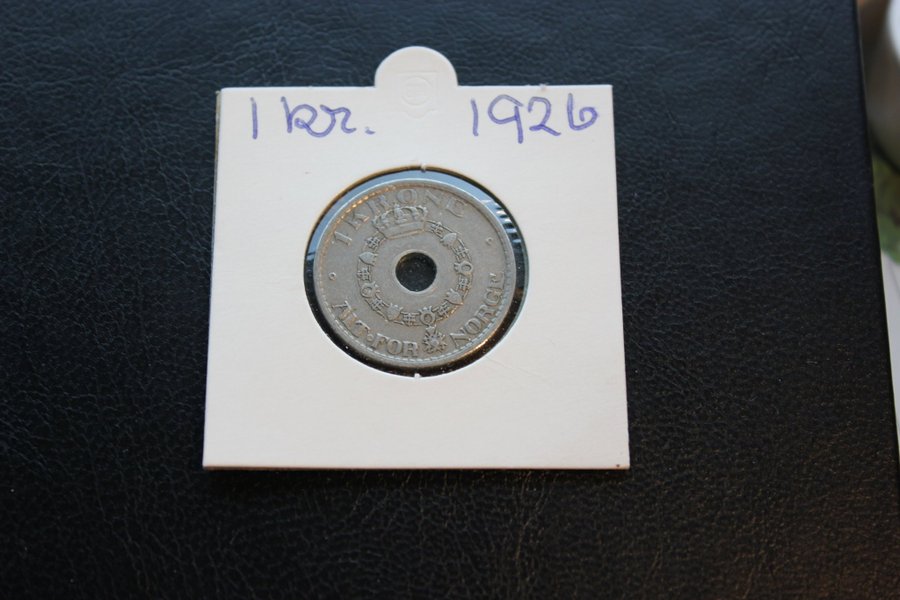 1 kr. 1926
1 KRONE
ALT·FOR NORGE